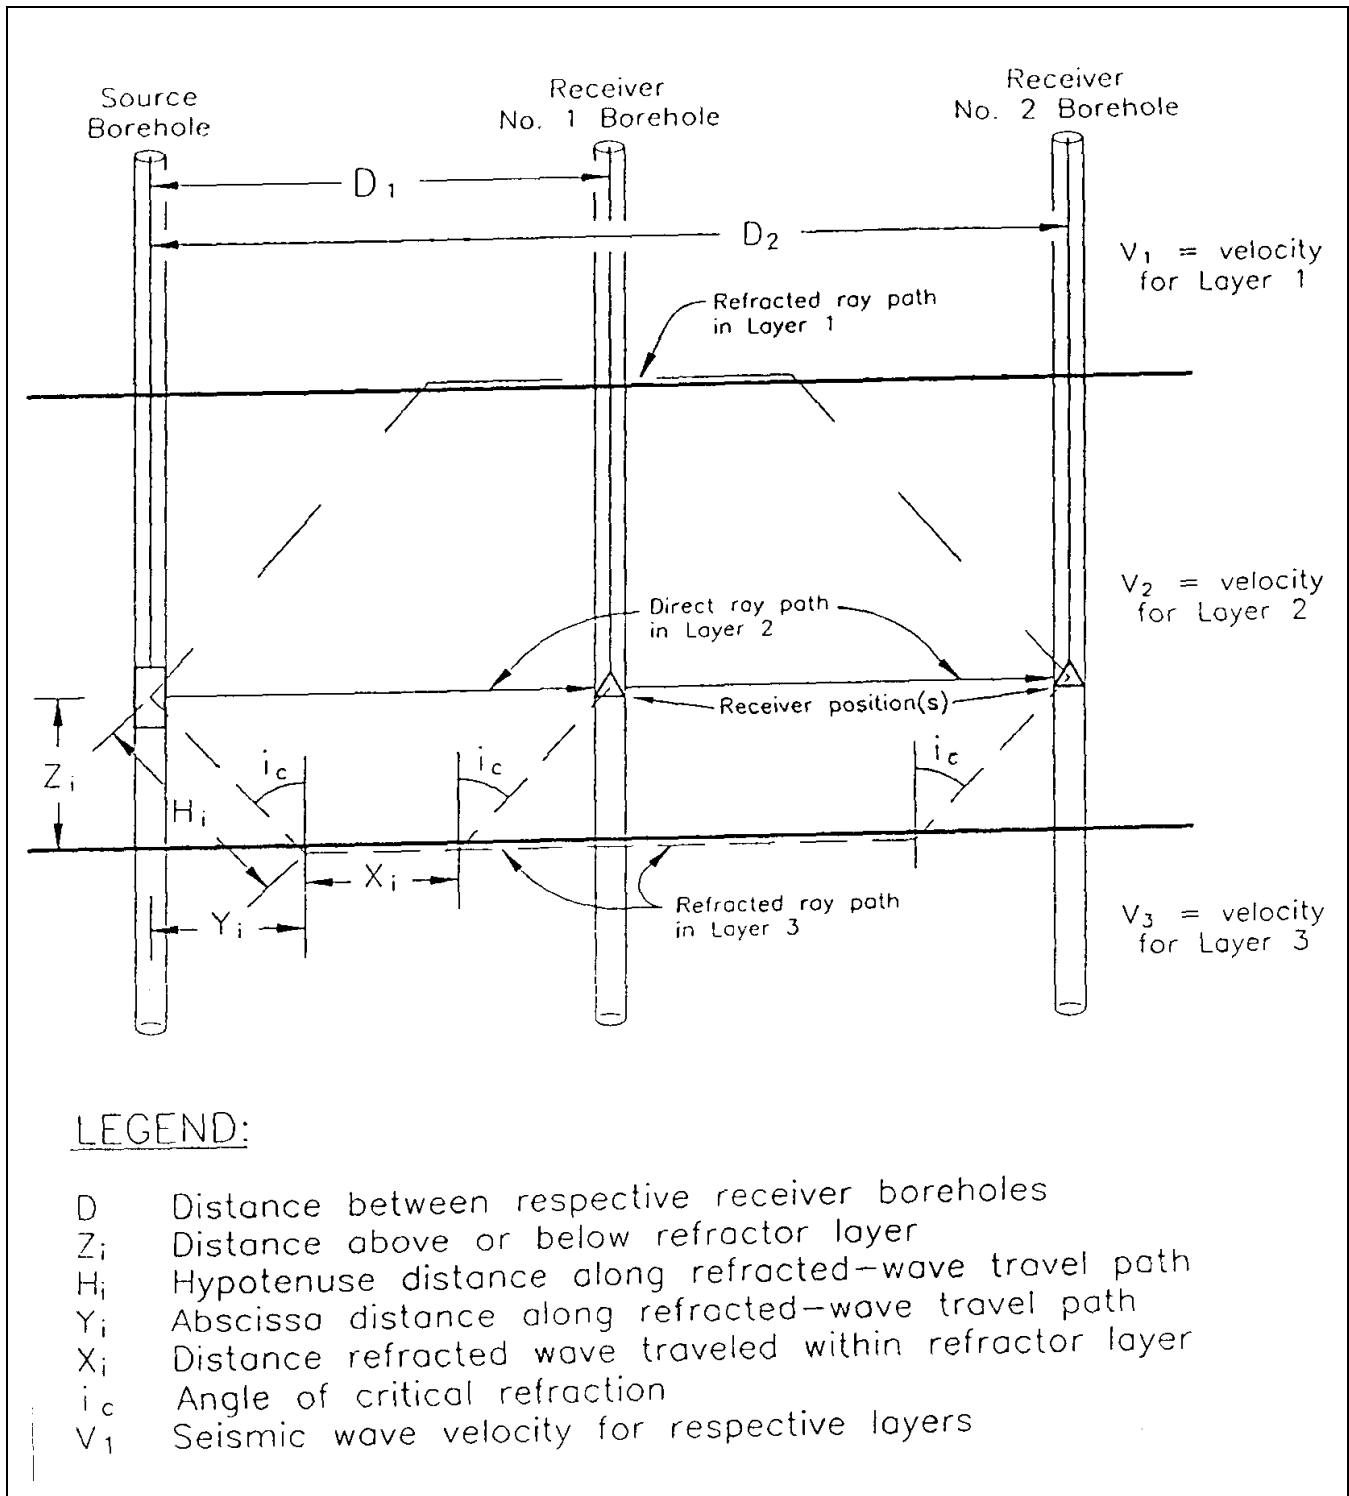 Source
Borehole
Receiver
No. 1 Borehole
Receiver
No. 2 Borehole
D₁
D₂
V₁ = velocity
for Layer 1
Refracted ray path
in Layer 1
V₂ = velocity
for Layer 2
Direct ray path
in Layer 2
Receiver position(s)
Zᵢ
Hᵢ
i꜀
i꜀
i꜀
Xᵢ
Yᵢ
Refracted ray path
in Layer 3
V₃ = velocity
for Layer 3
LEGEND:
D Distance between respective receiver boreholes
Zᵢ Distance above or below refractor layer
Hᵢ Hypotenuse distance along refracted-wave travel path
Yᵢ Abscissa distance along refracted-wave travel path
Xᵢ Distance refracted wave traveled within refractor layer
i꜀ Angle of critical refraction
V₁ Seismic wave velocity for respective layers